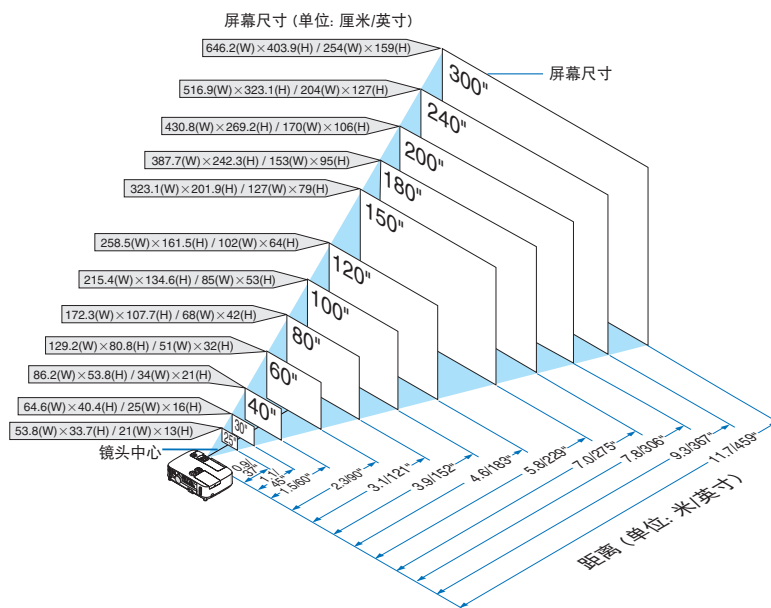 屏幕尺寸 (单位: 厘米/英寸)
646.2(W)×403.9(H) / 254(W)×159(H)
屏幕尺寸
300"
516.9(W)×323.1(H) / 204(W)×127(H)
240"
430.8(W)×269.2(H) / 170(W)×106(H)
200"
387.7(W)×242.3(H) / 153(W)×95(H)
180"
323.1(W)×201.9(H) / 127(W)×79(H)
150"
258.5(W)×161.5(H) / 102(W)×64(H)
120"
215.4(W)×134.6(H) / 85(W)×53(H)
100"
172.3(W)×107.7(H) / 68(W)×42(H)
80"
129.2(W)×80.8(H) / 51(W)×32(H)
60"
86.2(W)×53.8(H) / 34(W)×21(H)
40"
64.6(W)×40.4(H) / 25(W)×16(H)
30"
53.8(W)×33.7(H) / 21(W)×13(H)
25"
镜头中心
0.9/
37"
1.1/
45"
1.5/60"
2.3/90"
3.1/121"
3.9/152"
4.6/183"
5.8/229"
7.0/275"
7.8/306"
9.3/367"
11.7/459"
距离 (单位: 米/英寸)